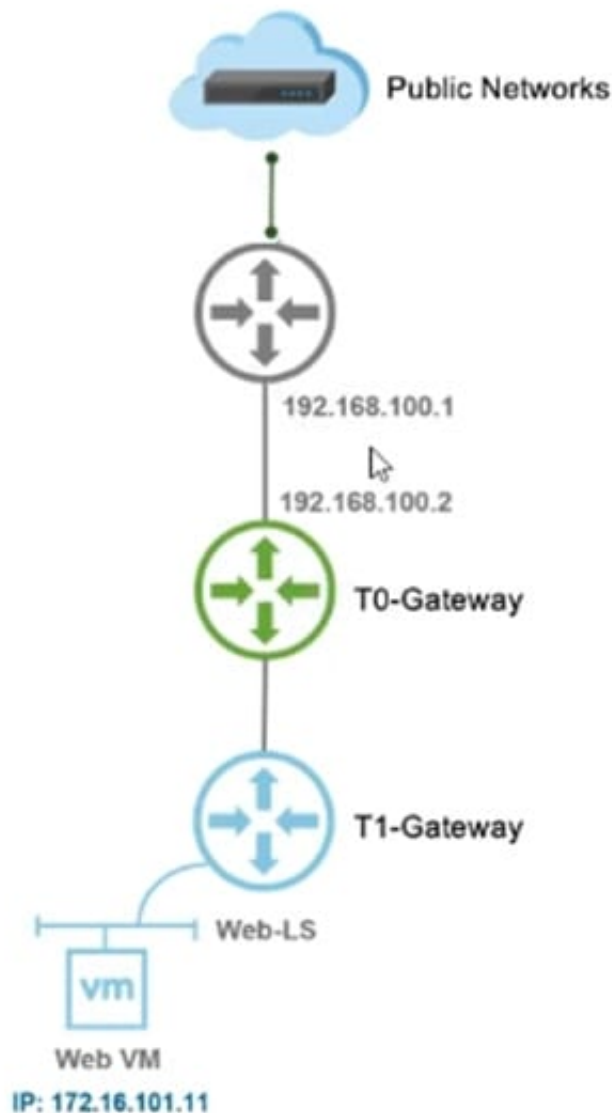 Public Networks
192.168.100.1
192.168.100.2
T0-Gateway
T1-Gateway
Web-LS
vm
Web VM
IP: 172.16.101.11